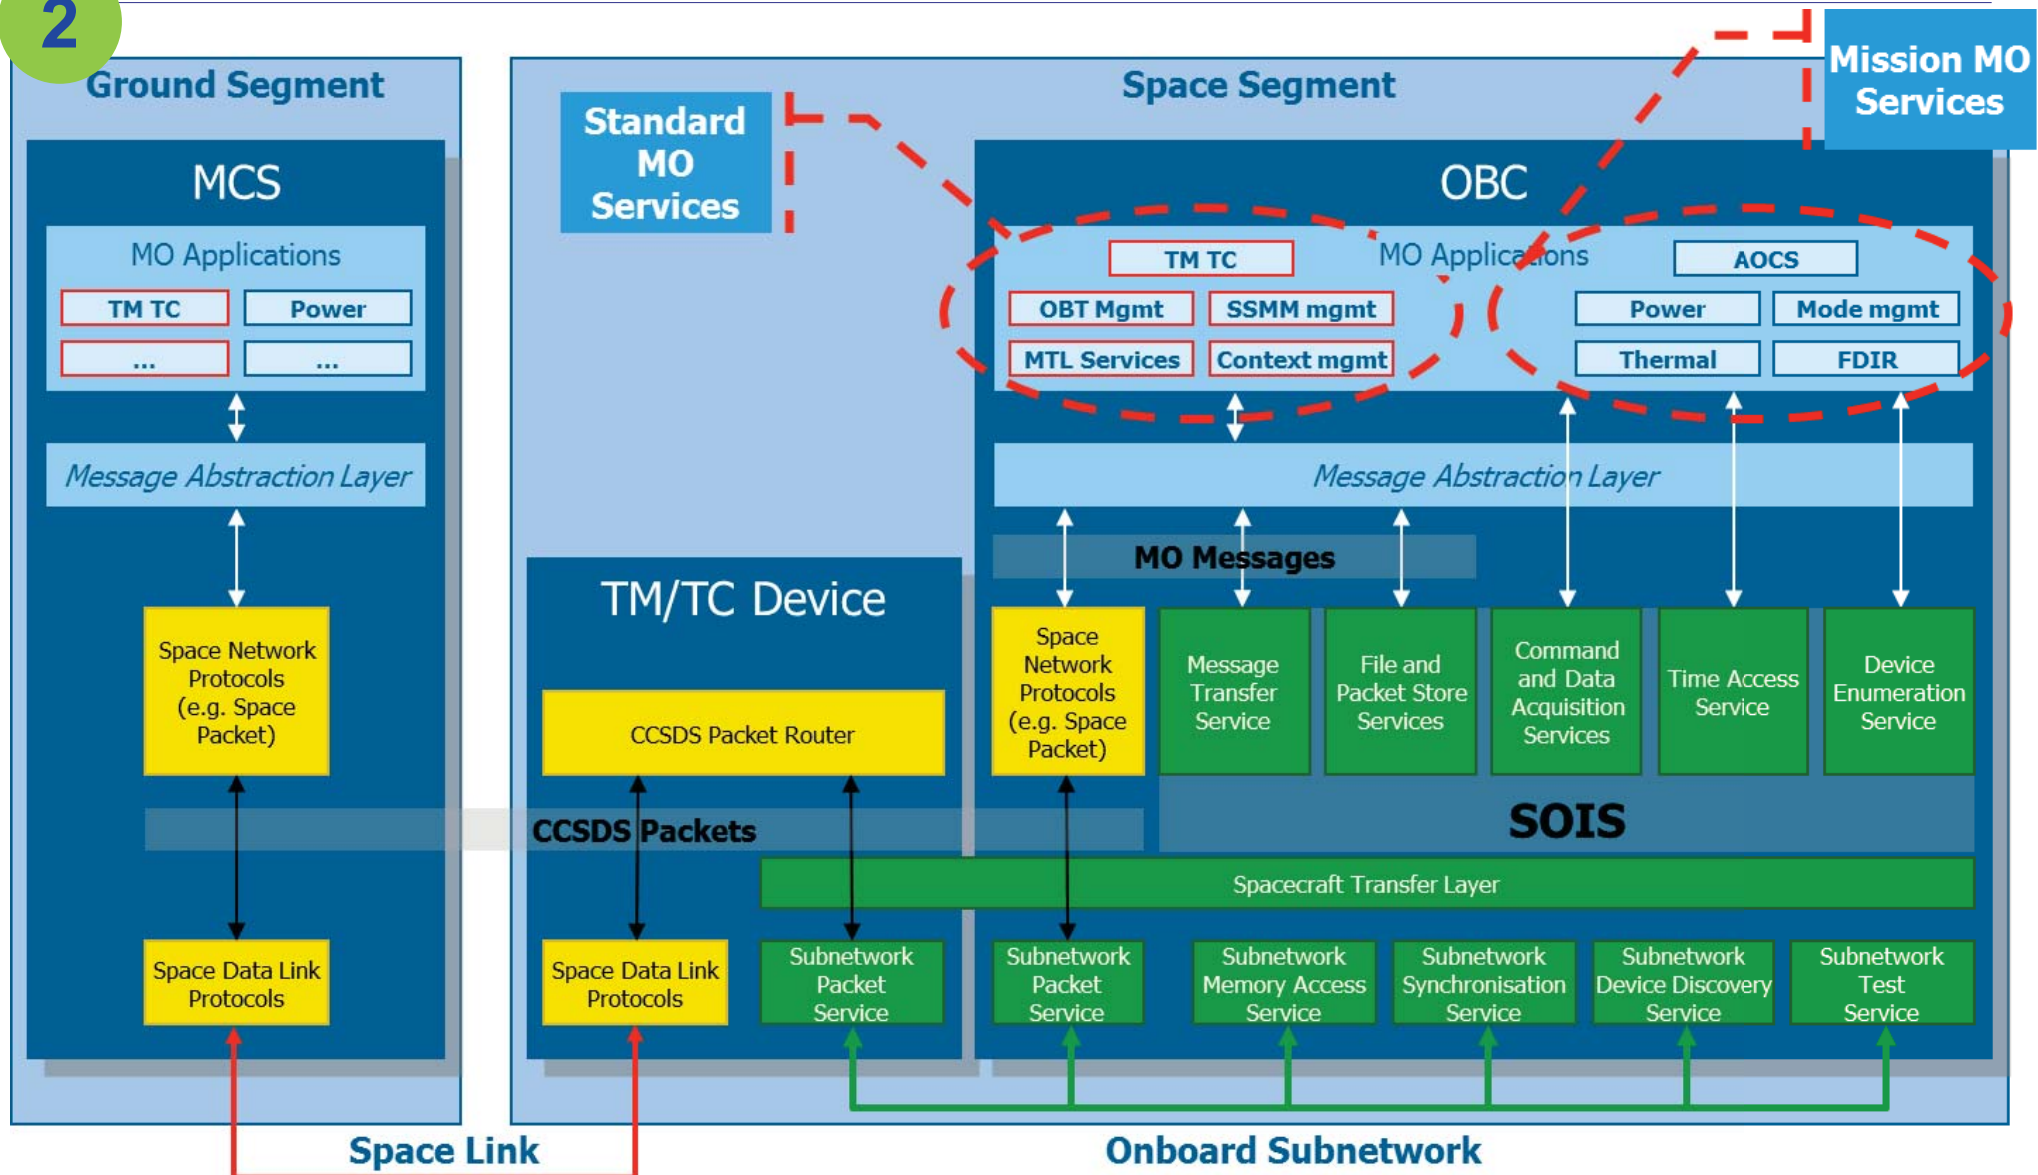 2
Ground Segment
MCS
MO Applications
TM TC
Power
...
...
Message Abstraction Layer
Space Network
Protocols
(e.g. Space
Packet)
Space Data Link
Protocols
Space Segment
Standard
MO
Services
Mission MO
Services
OBC
MO Applications
TM TC
OBT Mgmt
SSMM mgmt
MTL Services
Context mgmt
AOCS
Power
Mode mgmt
Thermal
FDIR
Message Abstraction Layer
MO Messages
TM/TC Device
CCSDS Packet Router
Space
Network
Protocols
(e.g. Space
Packet)
Message
Transfer
Service
File and
Packet Store
Services
Command
and Data
Acquisition
Services
Time Access
Service
Device
Enumeration
Service
CCSDS Packets
SOIS
Spacecraft Transfer Layer
Space Data Link
Protocols
Subnetwork
Packet
Service
Subnetwork
Packet
Service
Subnetwork
Memory Access
Service
Subnetwork
Synchronisation
Service
Subnetwork
Device Discovery
Service
Subnetwork
Test
Service
Space Link
Onboard Subnetwork